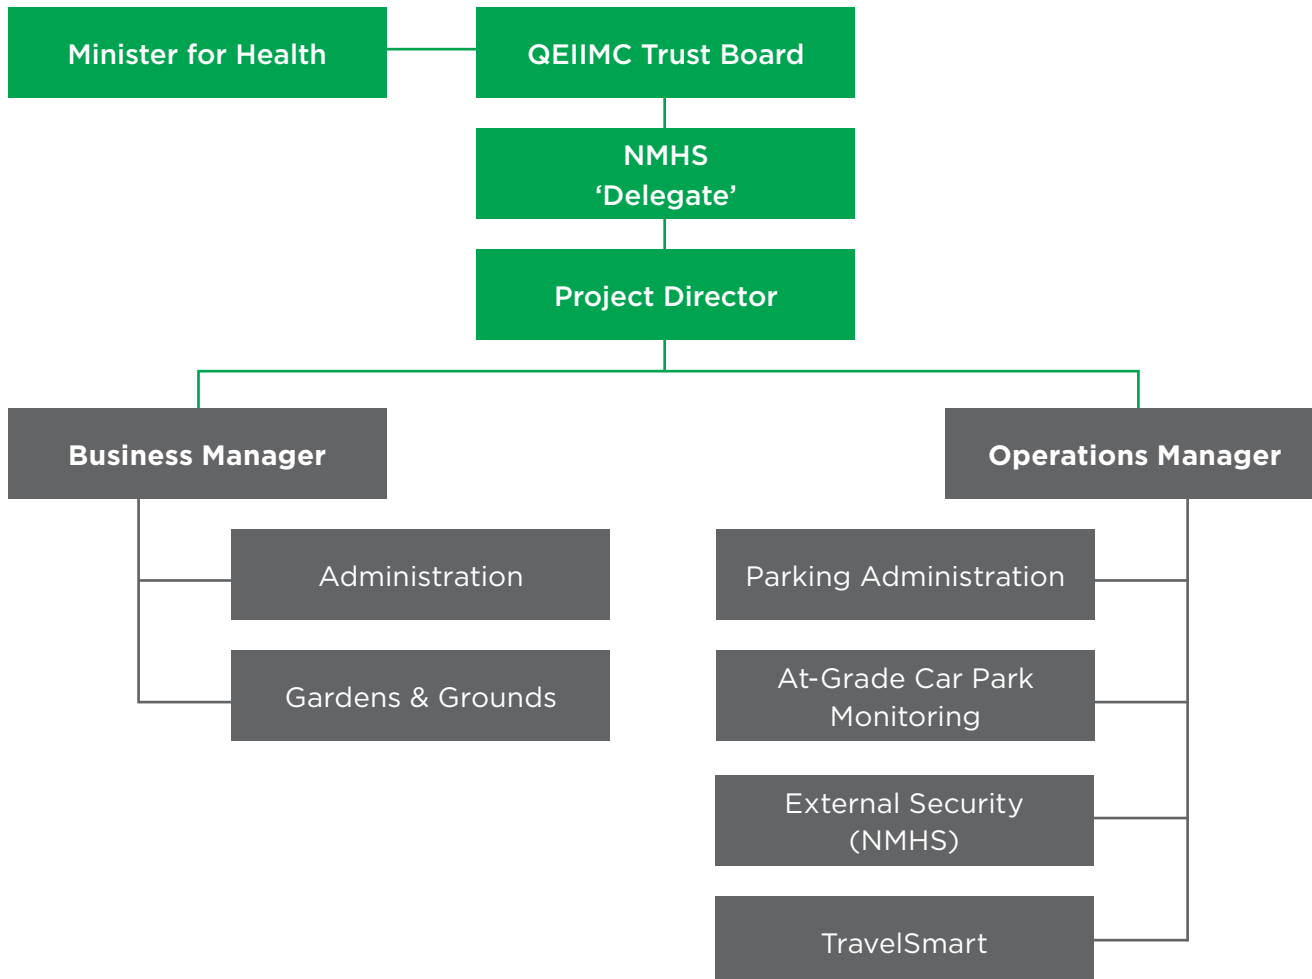 Minister for Health
QEIIMC Trust Board
NMHS
‘Delegate’
Project Director
Business Manager
Operations Manager
Administration
Gardens & Grounds
Parking Administration
At-Grade Car Park
Monitoring
External Security
(NMHS)
TravelSmart